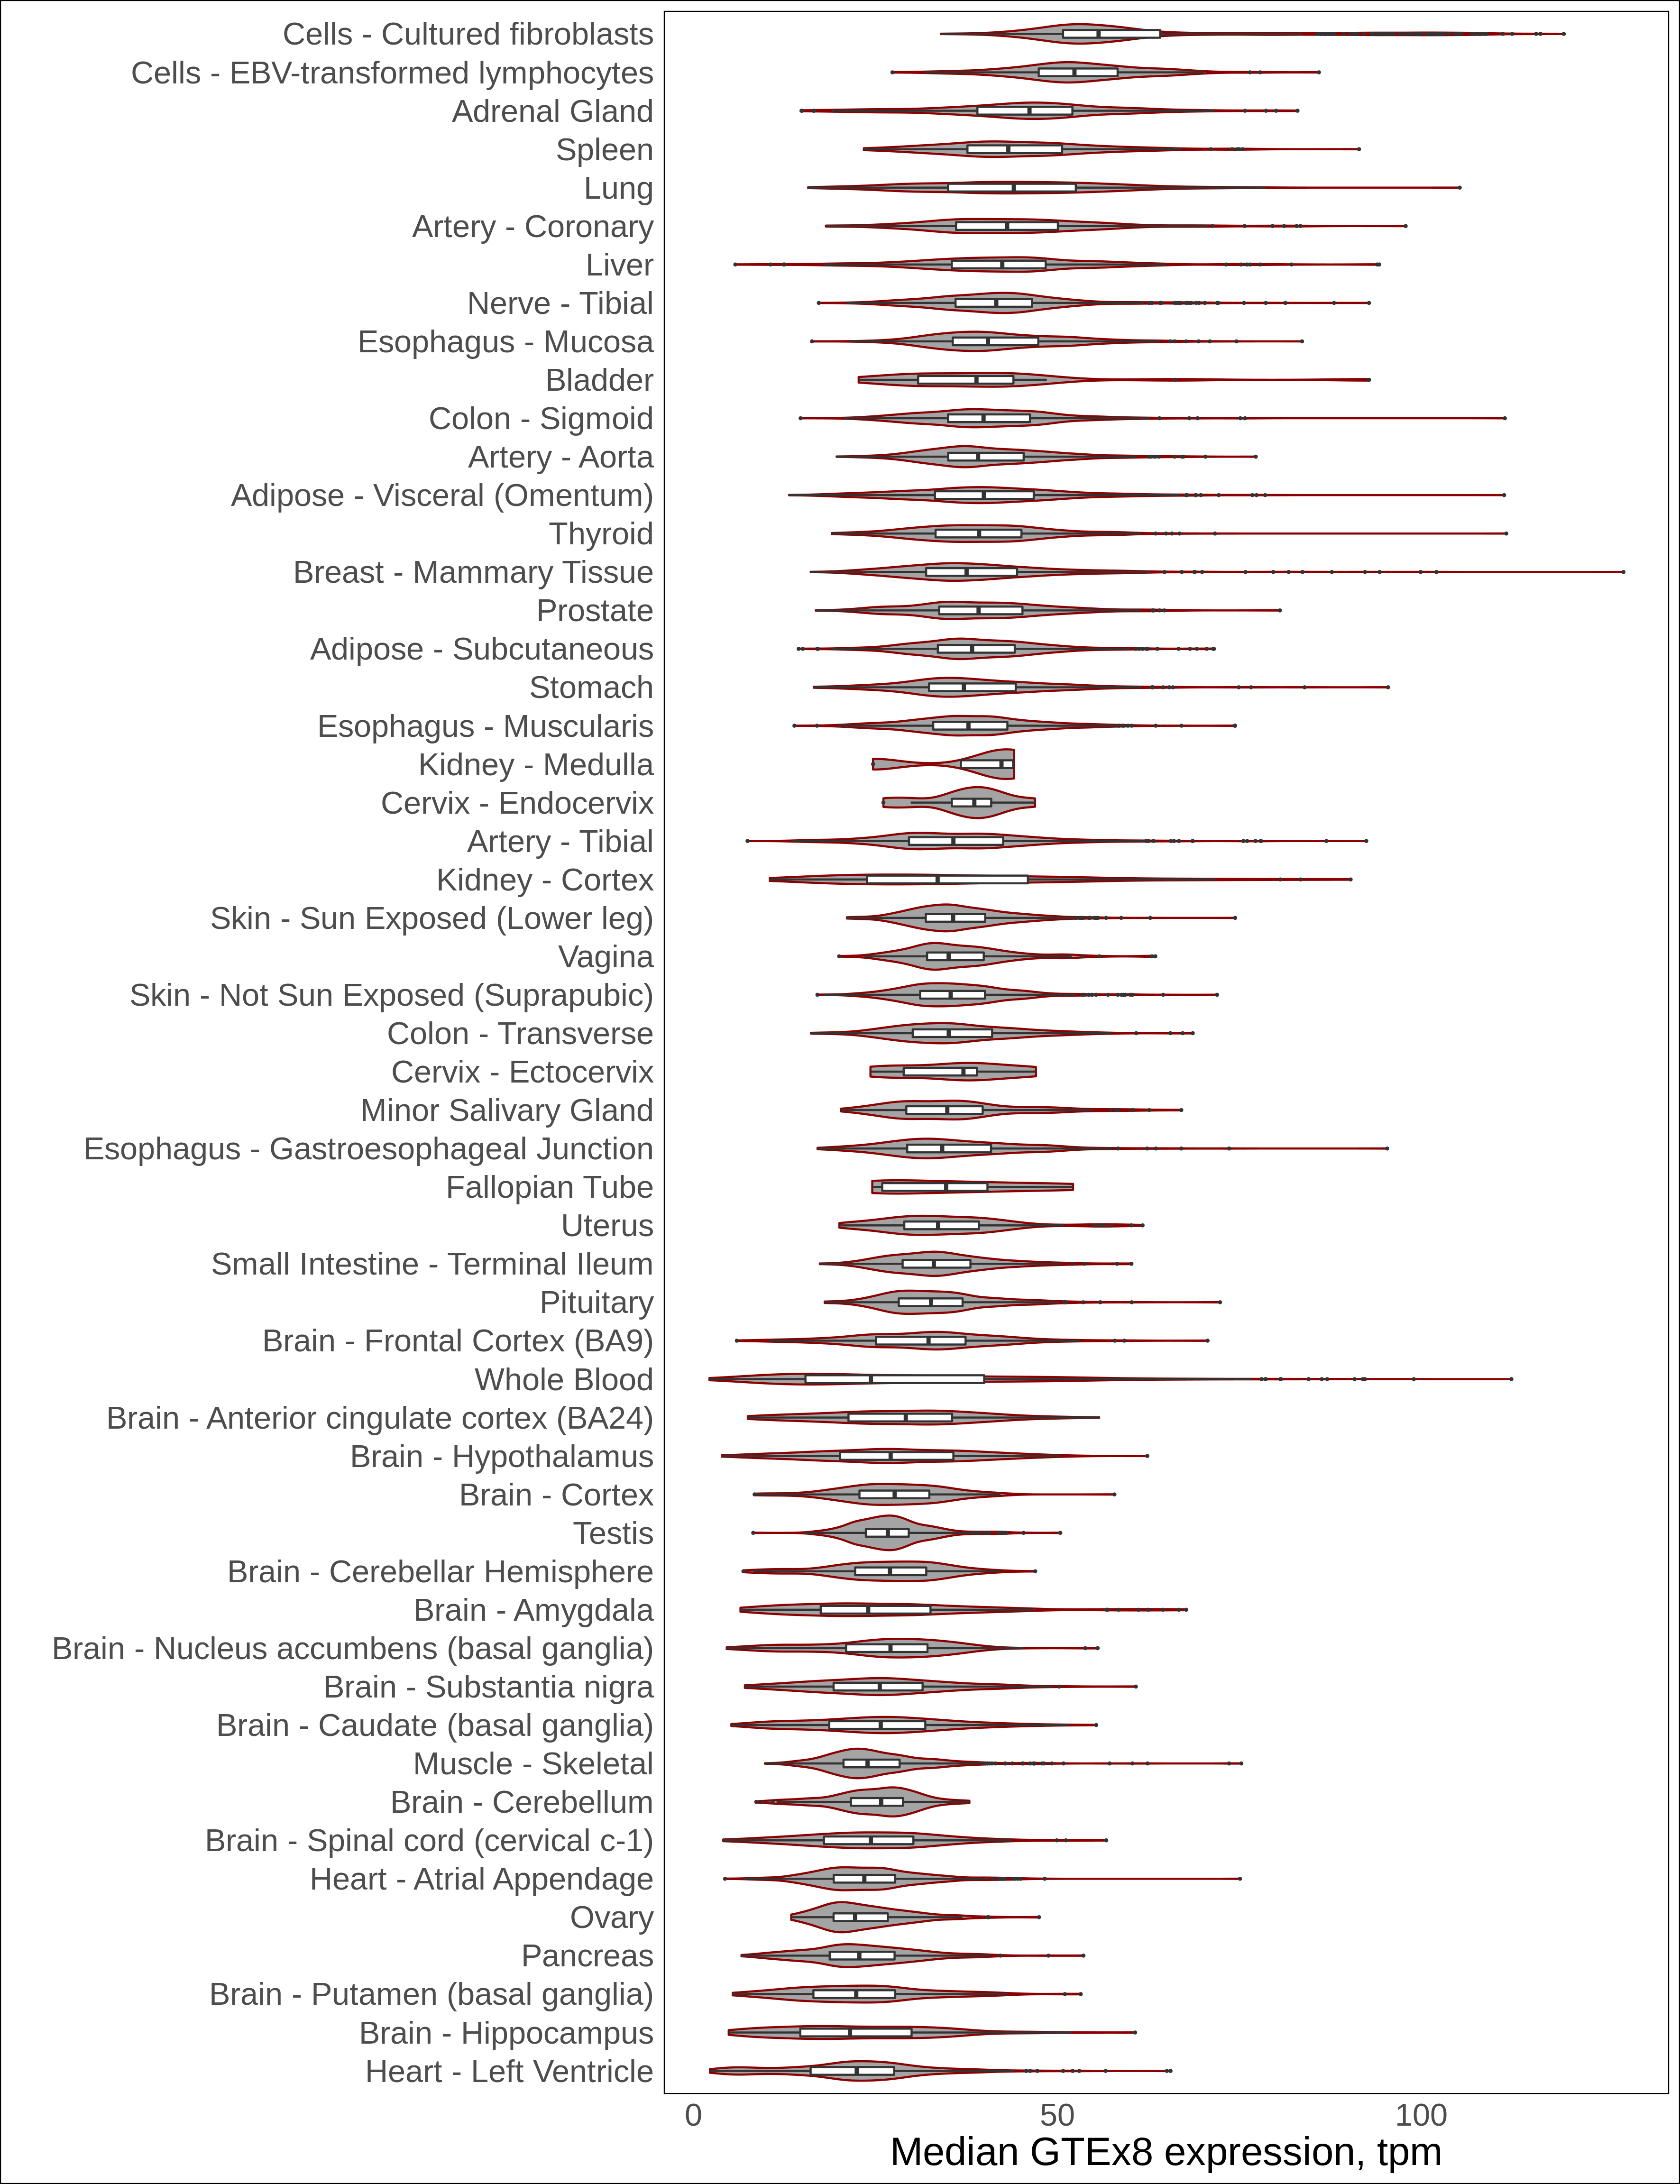 Cells - Cultured fibroblasts
Cells - EBV-transformed lymphocytes
Adrenal Gland
Spleen
Lung
Artery - Coronary
Liver
Nerve - Tibial
Esophagus - Mucosa
Bladder
Colon - Sigmoid
Artery - Aorta
Adipose - Visceral (Omentum)
Thyroid
Breast - Mammary Tissue
Prostate
Adipose - Subcutaneous
Stomach
Esophagus - Muscularis
Kidney - Medulla
Cervix - Endocervix
Artery - Tibial
Kidney - Cortex
Skin - Sun Exposed (Lower leg)
Vagina
Skin - Not Sun Exposed (Suprapubic)
Colon - Transverse
Cervix - Ectocervix
Minor Salivary Gland
Esophagus - Gastroesophageal Junction
Fallopian Tube
Uterus
Small Intestine - Terminal Ileum
Pituitary
Brain - Frontal Cortex (BA9)
Whole Blood
Brain - Anterior cingulate cortex (BA24)
Brain - Hypothalamus
Brain - Cortex
Testis
Brain - Cerebellar Hemisphere
Brain - Amygdala
Brain - Nucleus accumbens (basal ganglia)
Brain - Substantia nigra
Brain - Caudate (basal ganglia)
Muscle - Skeletal
Brain - Cerebellum
Brain - Spinal cord (cervical c-1)
Heart - Atrial Appendage
Ovary
Pancreas
Brain - Putamen (basal ganglia)
Brain - Hippocampus
Heart - Left Ventricle
0 50 100
Median GTEx8 expression, tpm